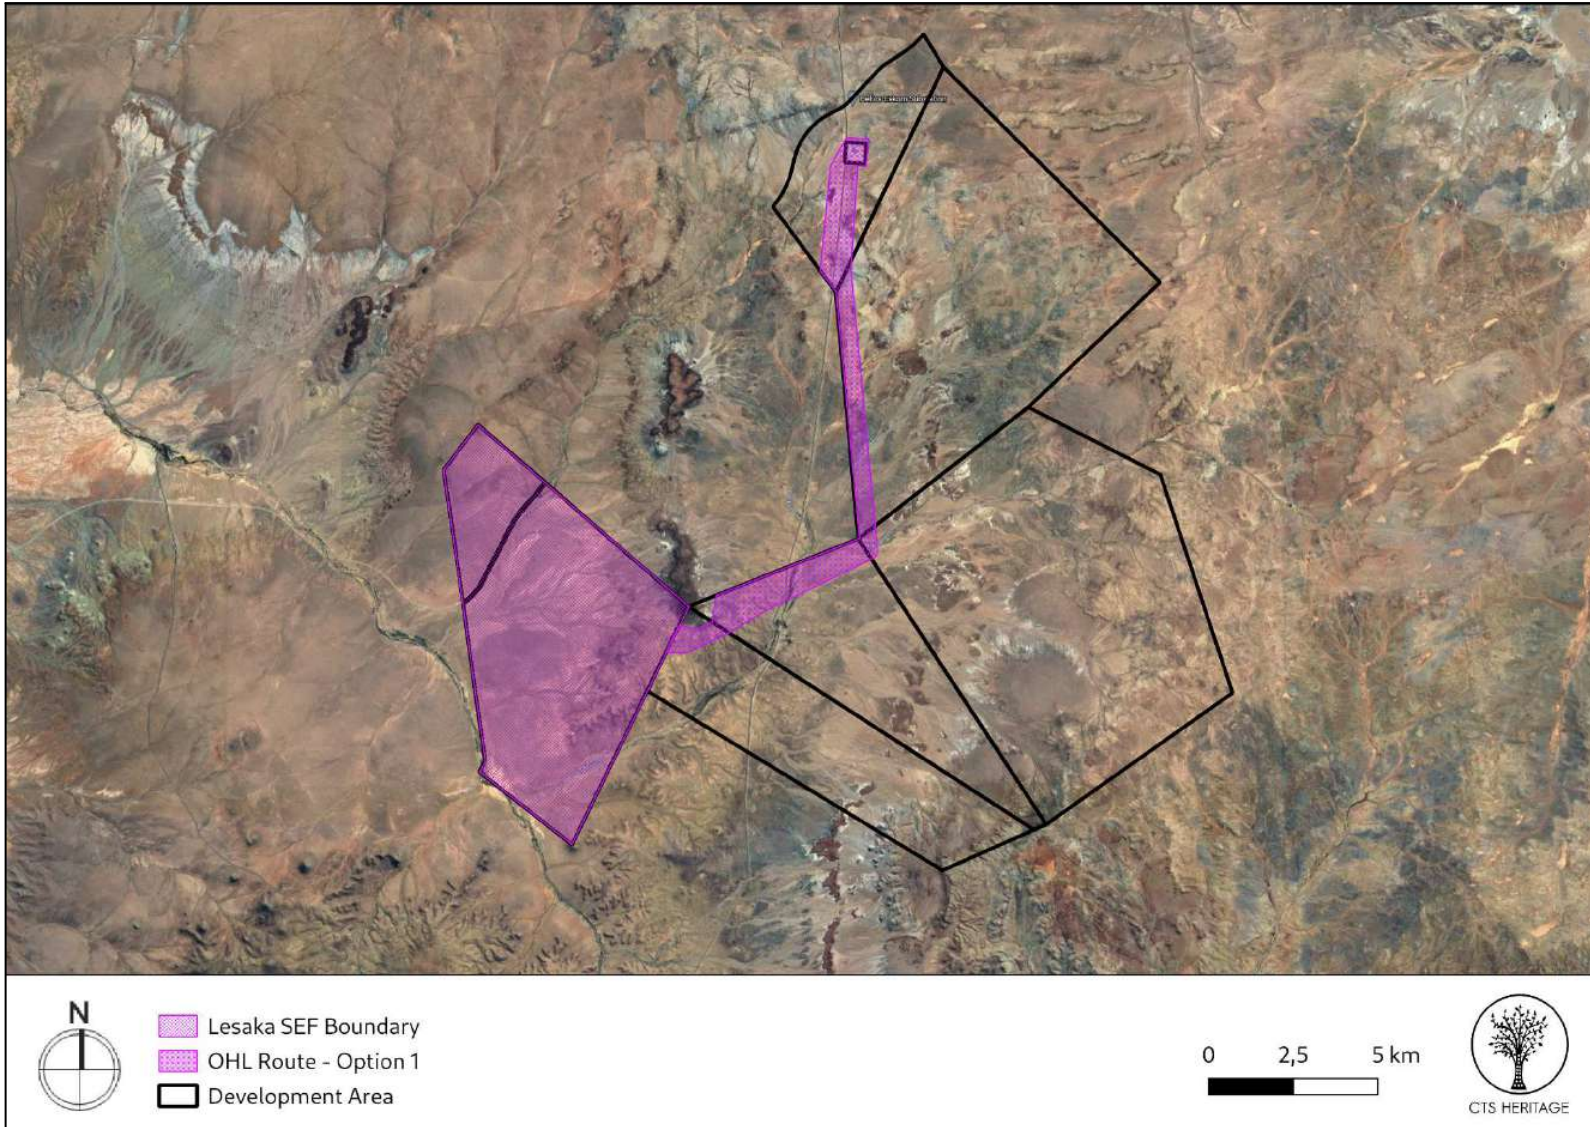 N
Lesaka SEF Boundary
OHL Route - Option 1
Development Area
0 2,5 5 km
CTS HERITAGE